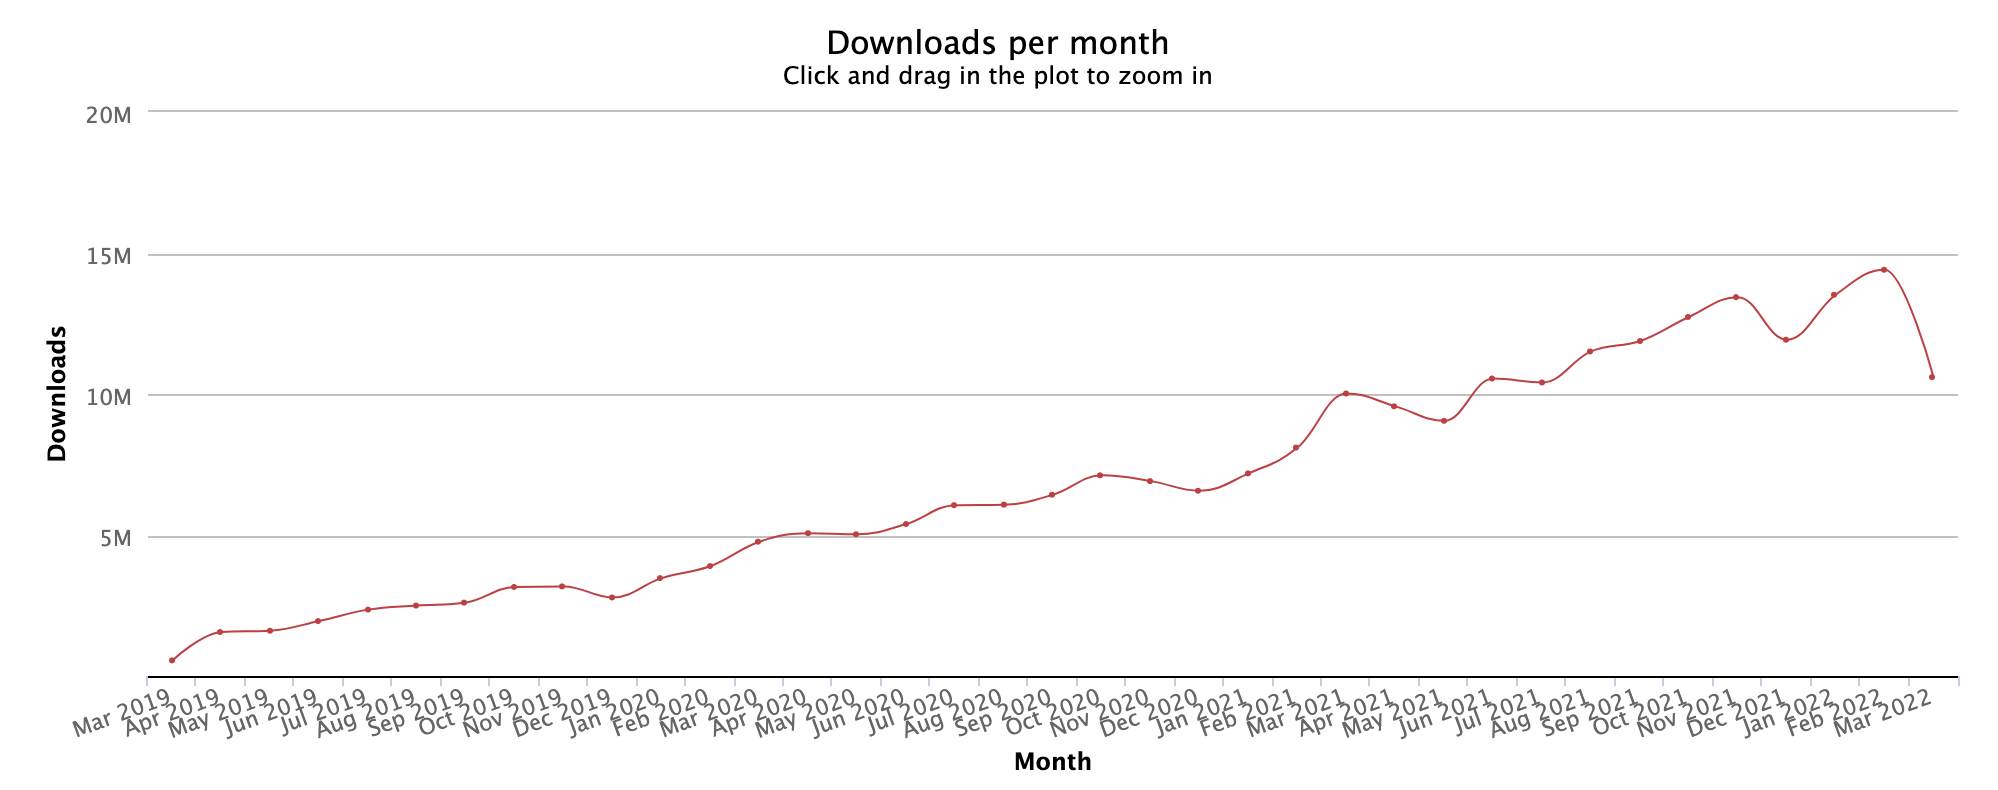 Downloads per month
Click and drag in the plot to zoom in
20M
15M
10M
5M
Downloads
Mar 2019
Apr 2019
May 2019
Jun 2019
Jul 2019
Aug 2019
Sep 2019
Oct 2019
Nov 2019
Dec 2019
Jan 2020
Feb 2020
Mar 2020
Apr 2020
May 2020
Jun 2020
Jul 2020
Aug 2020
Sep 2020
Oct 2020
Nov 2020
Dec 2020
Jan 2021
Feb 2021
Mar 2021
Apr 2021
May 2021
Jun 2021
Jul 2021
Aug 2021
Sep 2021
Oct 2021
Nov 2021
Dec 2021
Jan 2022
Feb 2022
Mar 2022
Month